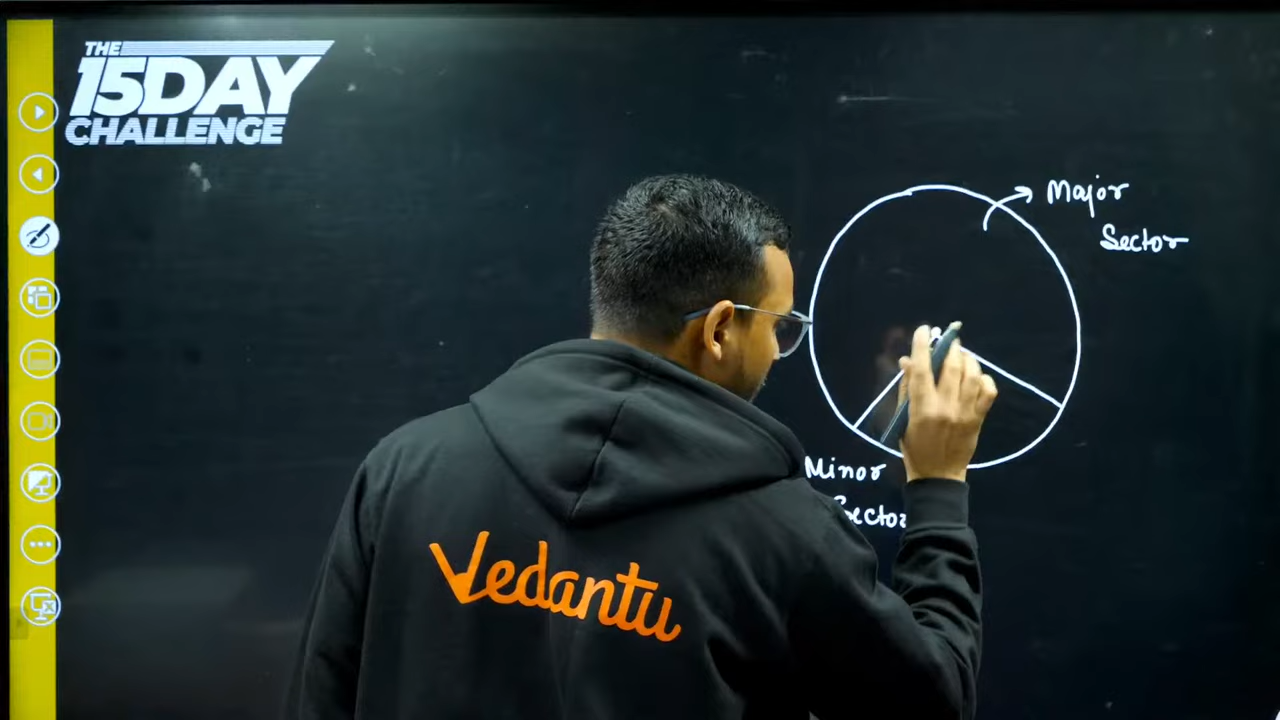 THE
15DAY
CHALLENGE
Major
Sector
Minor
Sector
Vedantu